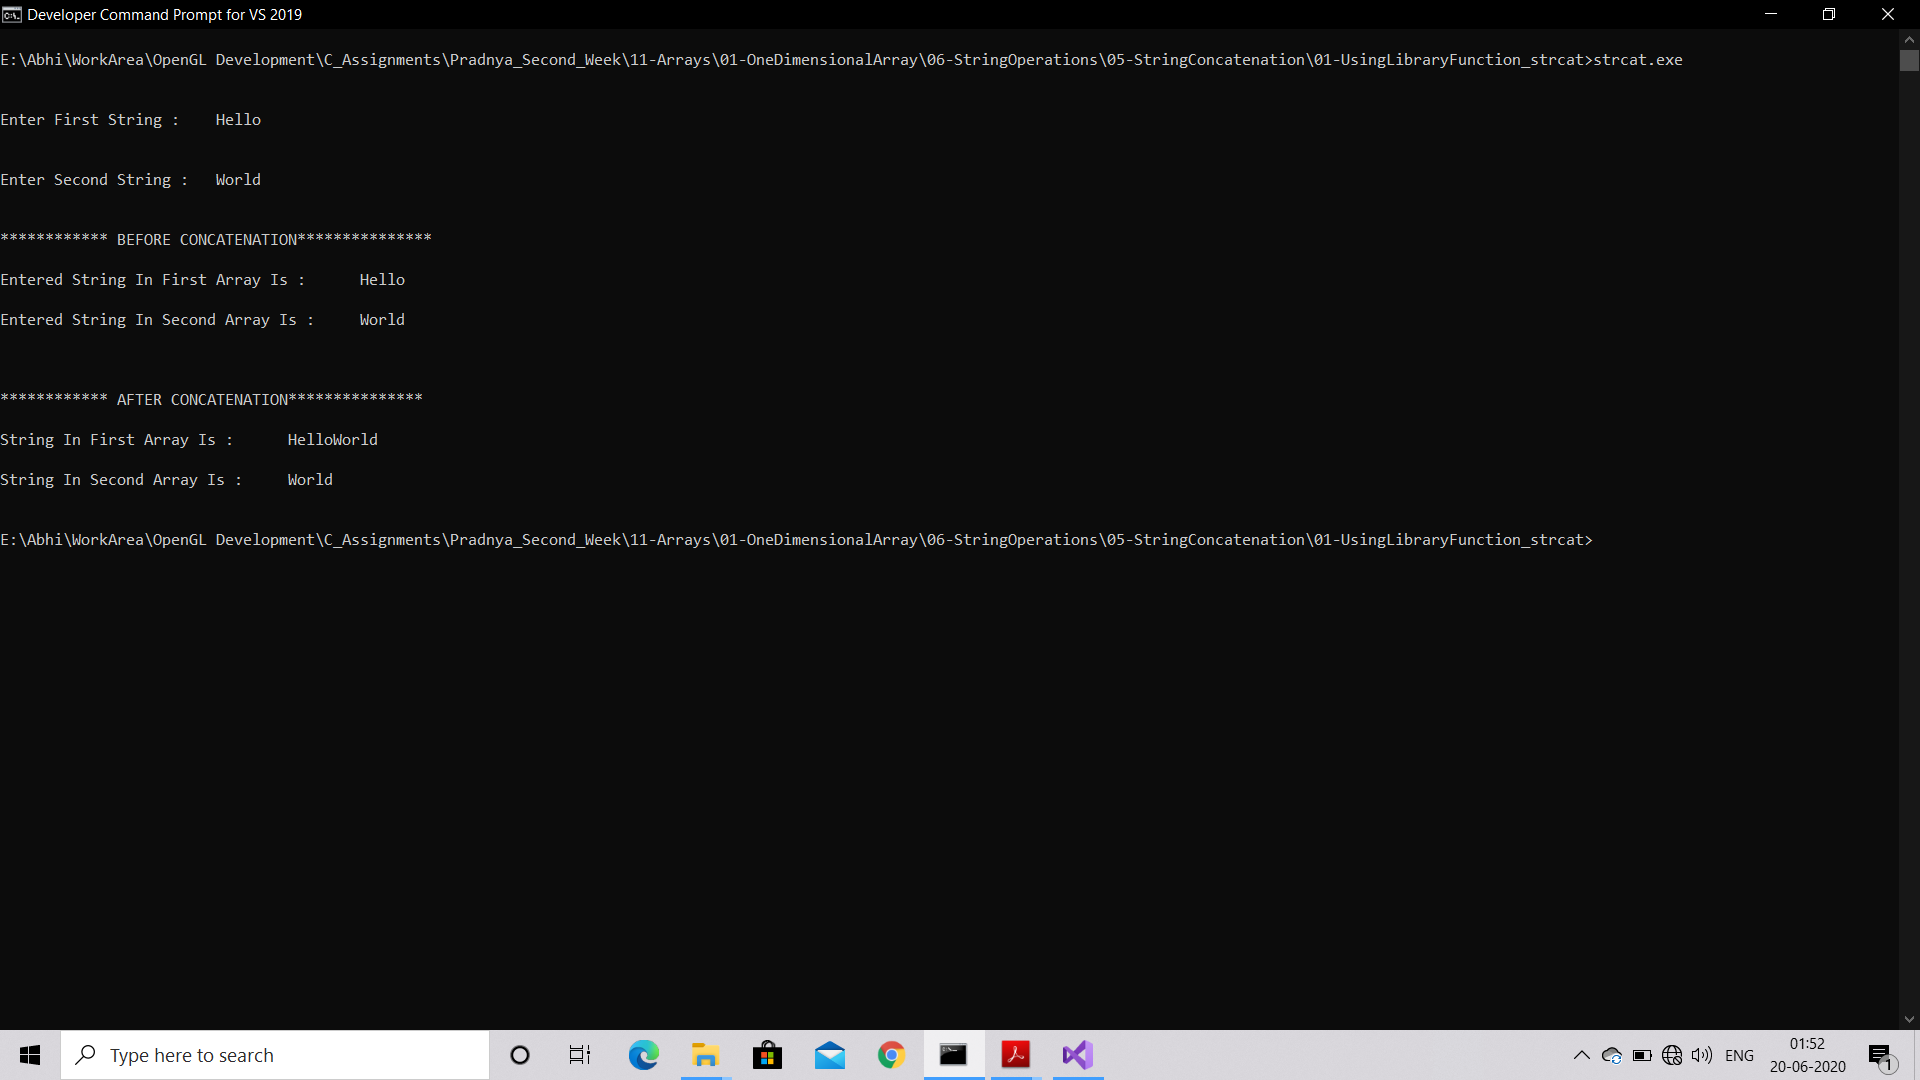 Developer Command Prompt for VS 2019
E:\Abhi\WorkArea\OpenGL Development\C_Assignments\Pradnya_Second_Week\11-Arrays\01-OneDimensionalArray\06-StringOperations\05-StringConcatenation\01-UsingLibraryFunction_strcat>strcat.exe
Enter First String :    Hello
Enter Second String :   World
************ BEFORE CONCATENATION***************
Entered String In First Array Is :      Hello
Entered String In Second Array Is :     World
************ AFTER CONCATENATION***************
String In First Array Is :      HelloWorld
String In Second Array Is :     World
E:\Abhi\WorkArea\OpenGL Development\C_Assignments\Pradnya_Second_Week\11-Arrays\01-OneDimensionalArray\06-StringOperations\05-StringConcatenation\01-UsingLibraryFunction_strcat>
Type here to search
ENG
01:52
20-06-2020
1